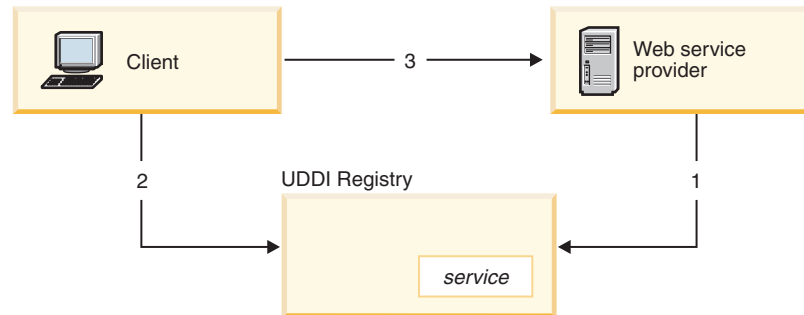 Client
3
Web service
provider
2
UDDI Registry
1
service